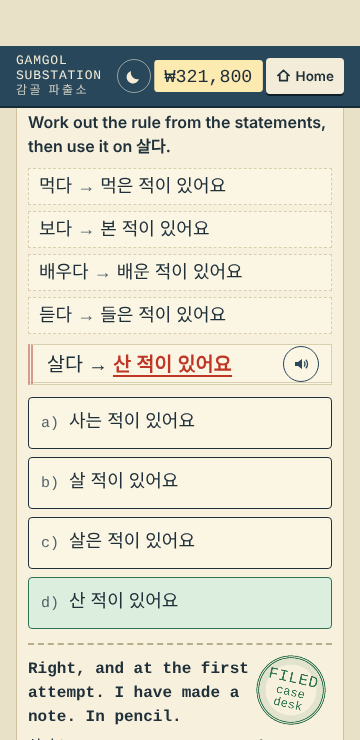 GAMGOL
SUBSTATION
감골 파출소
₩321,800
Home
Work out the rule from the statements,
then use it on 살다.
먹다 → 먹은 적이 있어요
보다 → 본 적이 있어요
배우다 → 배운 적이 있어요
듣다 → 들은 적이 있어요
살다 → 산 적이 있어요
a) 사는 적이 있어요
b) 살 적이 있어요
c) 살은 적이 있어요
d) 산 적이 있어요
Right, and at the first
attempt. I have made a
note. In pencil.
FILED
case
desk